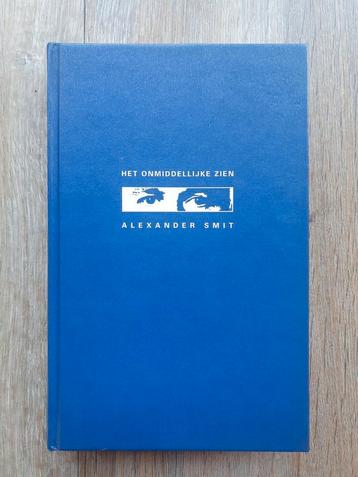 HET ONMIDDELLIJKE ZIEN
ALEXANDER SMIT